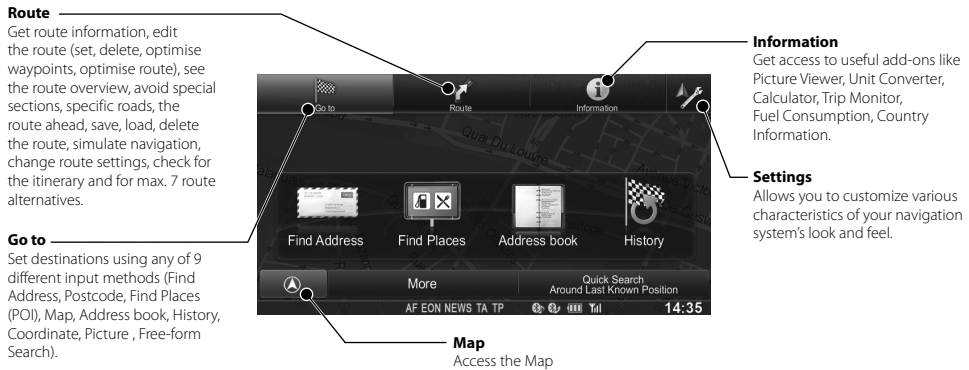 Route
Get route information, edit
the route (set, delete, optimise
waypoints, optimise route), see
the route overview, avoid special
sections, specific roads, the
route ahead, save, load, delete
the route, simulate navigation,
change route settings, check for
the itinerary and for max. 7 route
alternatives.
Go to
Set destinations using any of 9
different input methods (Find
Address, Postcode, Find Places
(POI), Map, Address book, History,
Coordinate, Picture , Free-form
Search).
Go to
Route
Information
Quai Du Louvre
Find Address
Find Places
Address book
History
More
Quick Search
Around Last Known Position
AF EON NEWS TA TP
14:35
Map
Access the Map
Information
Get access to useful add-ons like
Picture Viewer, Unit Converter,
Calculator, Trip Monitor,
Fuel Consumption, Country
Information.
Settings
Allows you to customize various
characteristics of your navigation
system's look and feel.